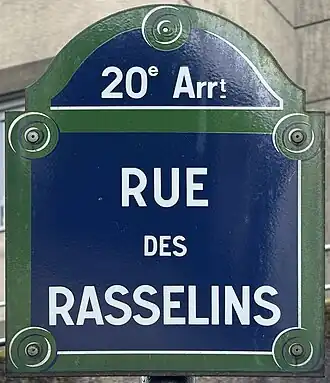 20e Arrt
RUE
DES
RASSELINS